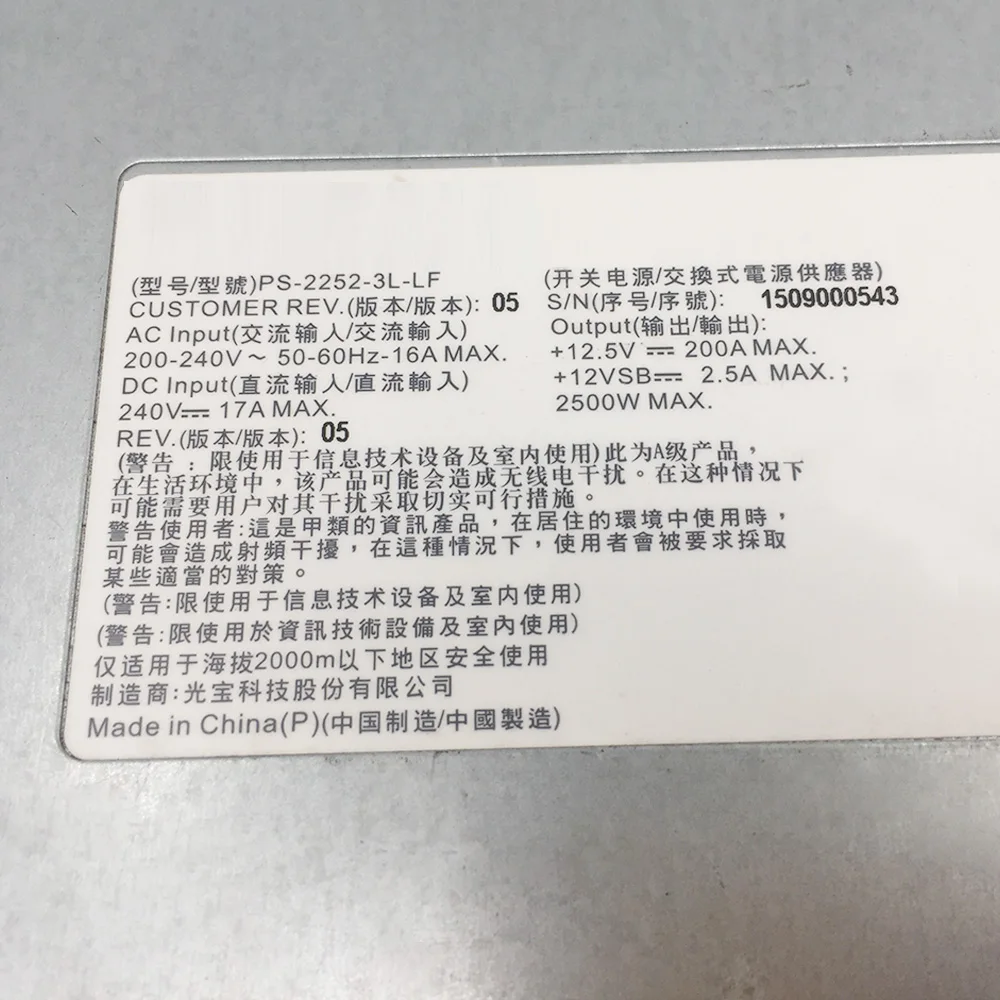 (型号/型號)PS-2252-3L-LF
CUSTOMER REV.(版本/版本): 05
AC Input(交流输人/交流輸入)
200-240V～ 50-60Hz-16A MAX.
DC Input(直流输人/直流輸入)
240V⎓ 17A MAX.
REV.(版本/版本): 05
(开关电源/交換式電源供應器)
S/N(序号/序號): 1509000543
Output(输出/輸出):
+12.5V ⎓ 200A MAX.
+12VSB⎓ 2.5A MAX. ;
2500W MAX.
(警告：限使用于信息技术设备及室内使用)此为A级产品，
在生活环境中，该产品可能会造成无线电干扰。在这种情况下
可能需要用户对其干扰采取切实可行措施。
警告使用者:這是甲類的資訊產品，在居住的環境中使用時，
可能會造成射頻干擾，在這種情況下，使用者會被要求採取
某些適當的對策。
(警告:限使用于信息技术设备及室内使用)
(警告:限使用於資訊技術設備及室內使用)
仅适用于海拔2000m以下地区安全使用
制造商:光宝科技股份有限公司
Made in China(P)(中国制造/中國製造)